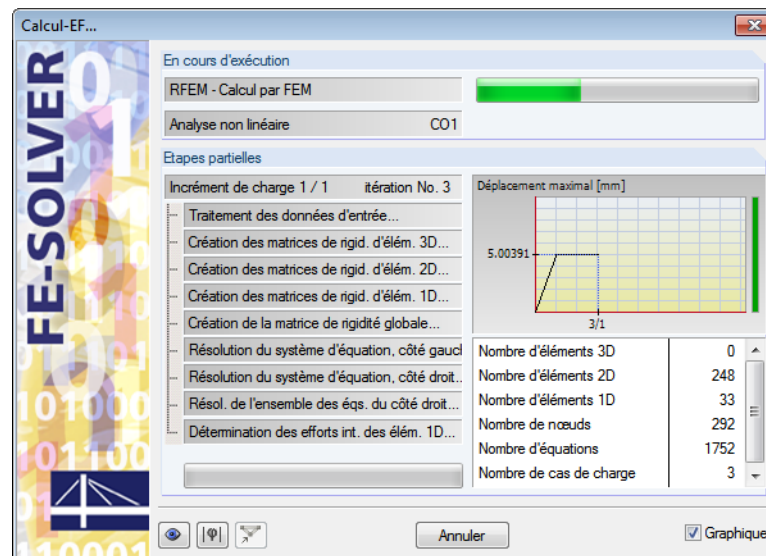 Calcul-EF...
FE-SOLVER
En cours d'exécution
RFEM - Calcul par FEM
Analyse non linéaire CO1
Etapes partielles
Incrément de charge 1 / 1 itération No. 3
Traitement des données d'entrée...
Création des matrices de rigid. d'élém. 3D...
Création des matrices de rigid. d'élém. 2D...
Création des matrices de rigid. d'élém. 1D...
Création de la matrice de rigidité globale...
Résolution du système d'équation, côté gaucl
Résolution du système d'équation, côté droit...
Résol. de l'ensemble des éqs. du côté droit...
Détermination des efforts int. des élém. 1D...
Déplacement maximal [mm]
5.00391
3/1
Nombre d'éléments 3D 0
Nombre d'éléments 2D 248
Nombre d'éléments 1D 33
Nombre de nœuds 292
Nombre d'équations 1752
Nombre de cas de charge 3
|φ|
Annuler
Graphique